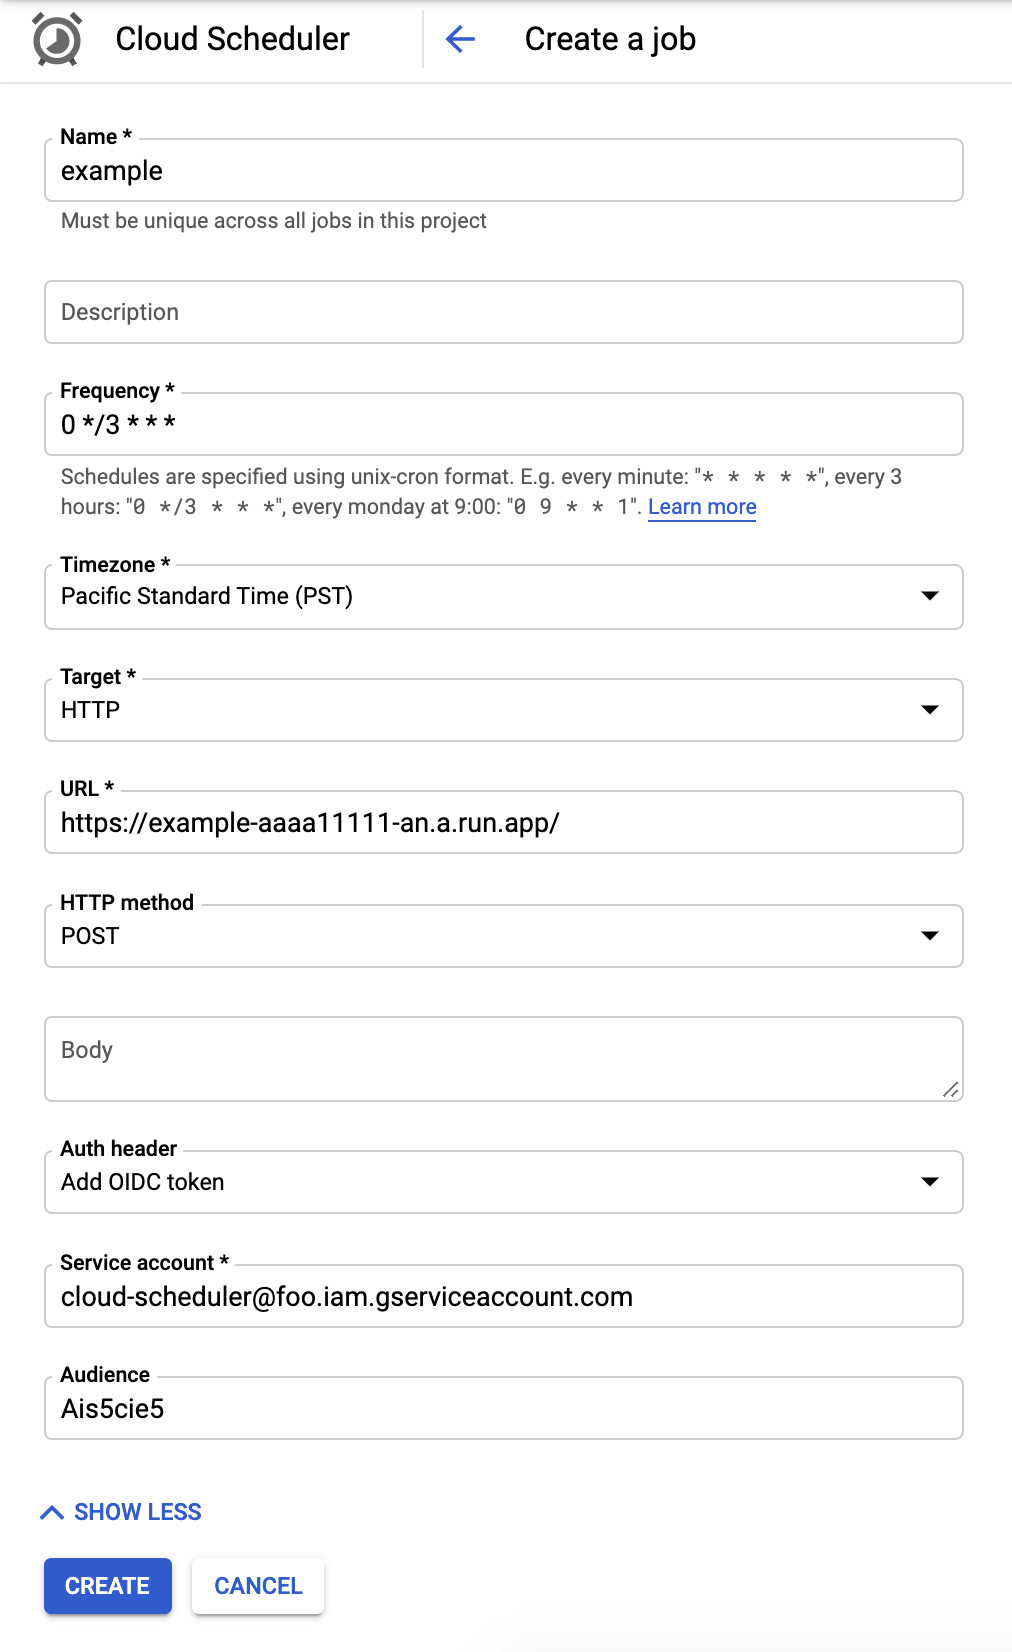 Cloud Scheduler
Create a job
Name *
example
Must be unique across all jobs in this project
Description
Frequency *
0 */3 * * *
Schedules are specified using unix-cron format. E.g. every minute: "* * * * *", every 3
hours: "0 */3 * * *", every monday at 9:00: "0 9 * * 1". Learn more
Timezone *
Pacific Standard Time (PST)
Target *
HTTP
URL *
https://example-aaaa11111-an.a.run.app/
HTTP method
POST
Body
Auth header
Add OIDC token
Service account *
cloud-scheduler@foo.iam.gserviceaccount.com
Audience
Ais5cie5
SHOW LESS
CREATE
CANCEL